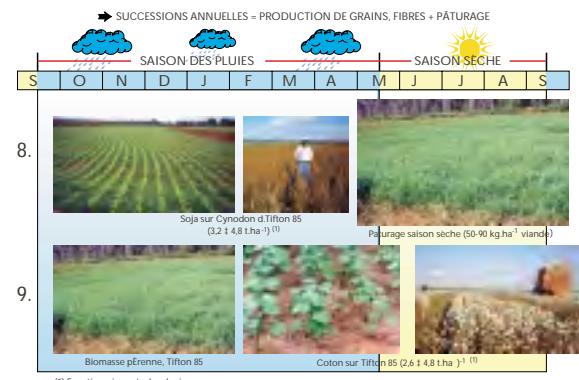 ➡ SUCCESSIONS ANNUELLES = PRODUCTION DE GRAINS, FIBRES + PÂTURAGE
SAISON DES PLUIES SAISON SÈCHE
S O N D J F M A M J J A S
8.
Soja sur Cynodon d.Tifton 85
(3,2 ‡ 4,8 t.ha⁻¹) ⁽¹⁾
Paturage saison sèche (50-90 kg.ha⁻¹ viande)
9.
Biomasse pÈrenne, Tifton 85
Coton sur Tifton 85 (2,6 ‡ 4,8 t.ha )⁻¹ ⁽¹⁾